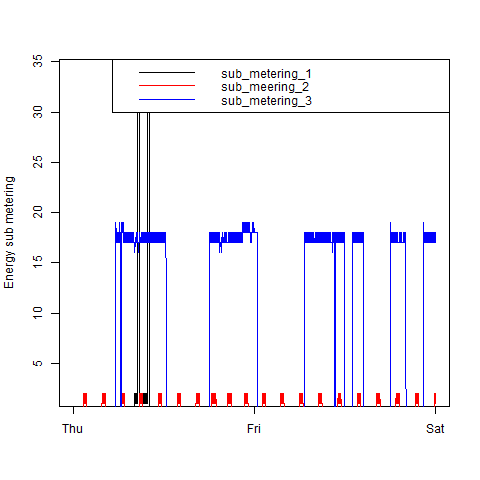 35
30
25
20
15
10
5
Energy sub metering
sub_metering_1
sub_meering_2
sub_metering_3
Thu Fri Sat